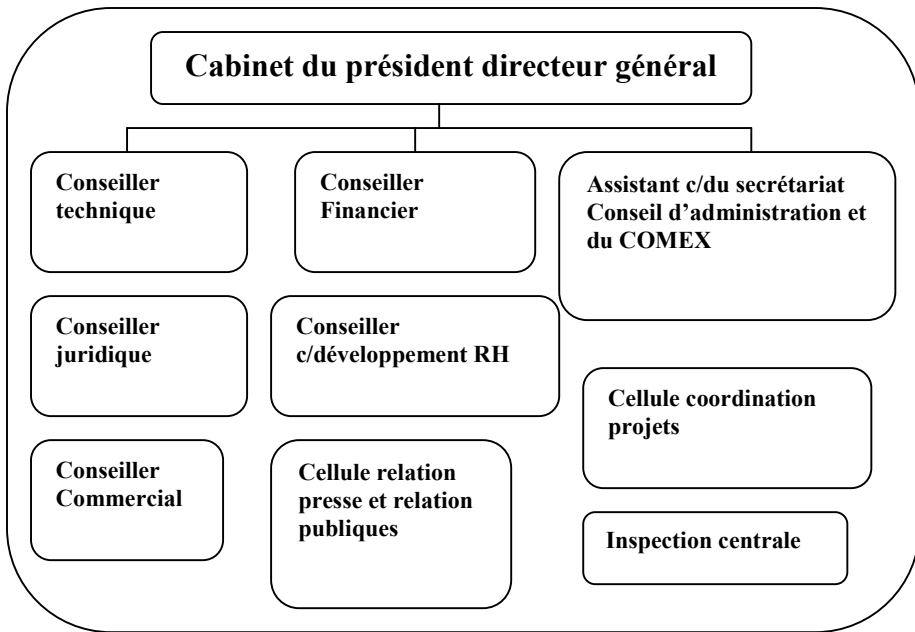 Cabinet du président directeur général
Conseiller
technique
Conseiller
Financier
Assistant c/du secrétariat
Conseil d’administration et
du COMEX
Conseiller
juridique
Conseiller
c/développement RH
Cellule coordination
projets
Conseiller
Commercial
Cellule relation
presse et relation
publiques
Inspection centrale